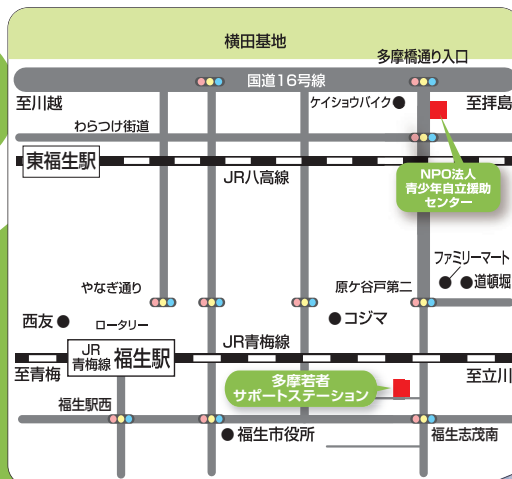 横田基地
多摩橋通り入口
国道16号線
至川越
ケイショウバイク
至拝島
わらつけ街道
東福生駅
JR八高線
NPO法人
青少年自立援助
センター
ファミリーマート
道頓堀
やなぎ通り
原ケ谷戸第二
西友
ロータリー
コジマ
JR
青梅線
福生駅
JR青梅線
至青梅
至立川
多摩若者
サポートステーション
福生駅西
福生市役所
福生志茂南